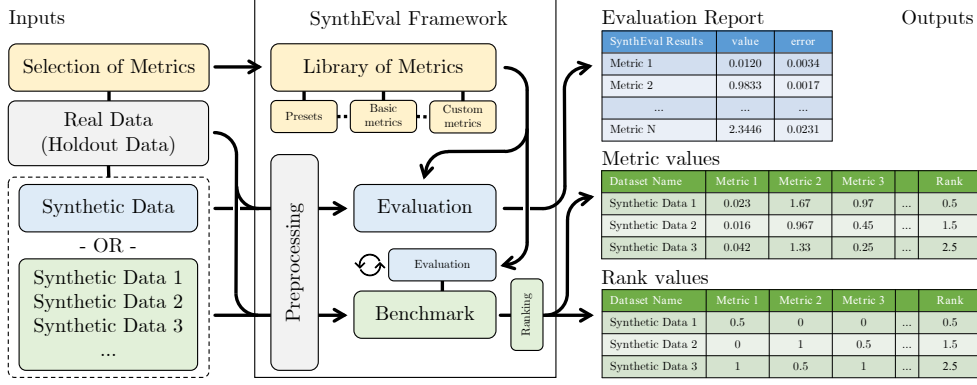 Inputs
SynthEval Framework
Evaluation Report
Outputs
Selection of Metrics
Library of Metrics
Presets
Basic metrics
Custom metrics
Real Data
(Holdout Data)
Synthetic Data
- OR -
Synthetic Data 1
Synthetic Data 2
Synthetic Data 3
...
Preprocessing
Evaluation
Evaluation
Benchmark
Ranking
SynthEval Results value error
Metric 1 0.0120 0.0034
Metric 2 0.9833 0.0017
... ... ...
Metric N 2.3446 0.0231
Metric values
Dataset Name Metric 1 Metric 2 Metric 3 Rank
Synthetic Data 1 0.023 1.67 0.97 ... 0.5
Synthetic Data 2 0.016 0.967 0.45 ... 1.5
Synthetic Data 3 0.042 1.33 0.25 ... 2.5
Rank values
Dataset Name Metric 1 Metric 2 Metric 3 Rank
Synthetic Data 1 0.5 0 0 ... 0.5
Synthetic Data 2 0 1 0.5 ... 1.5
Synthetic Data 3 1 0.5 1 ... 2.5